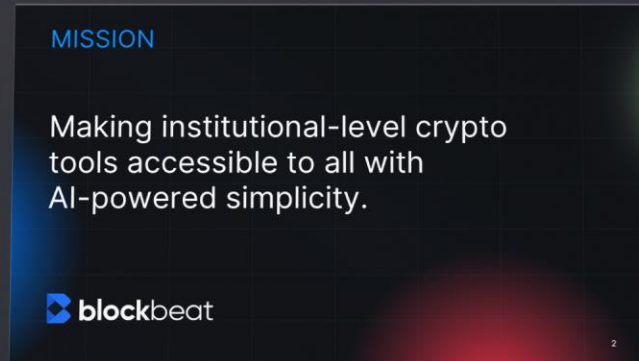 MISSION
Making institutional-level crypto
tools accessible to all with
AI-powered simplicity.
blockbeat
2